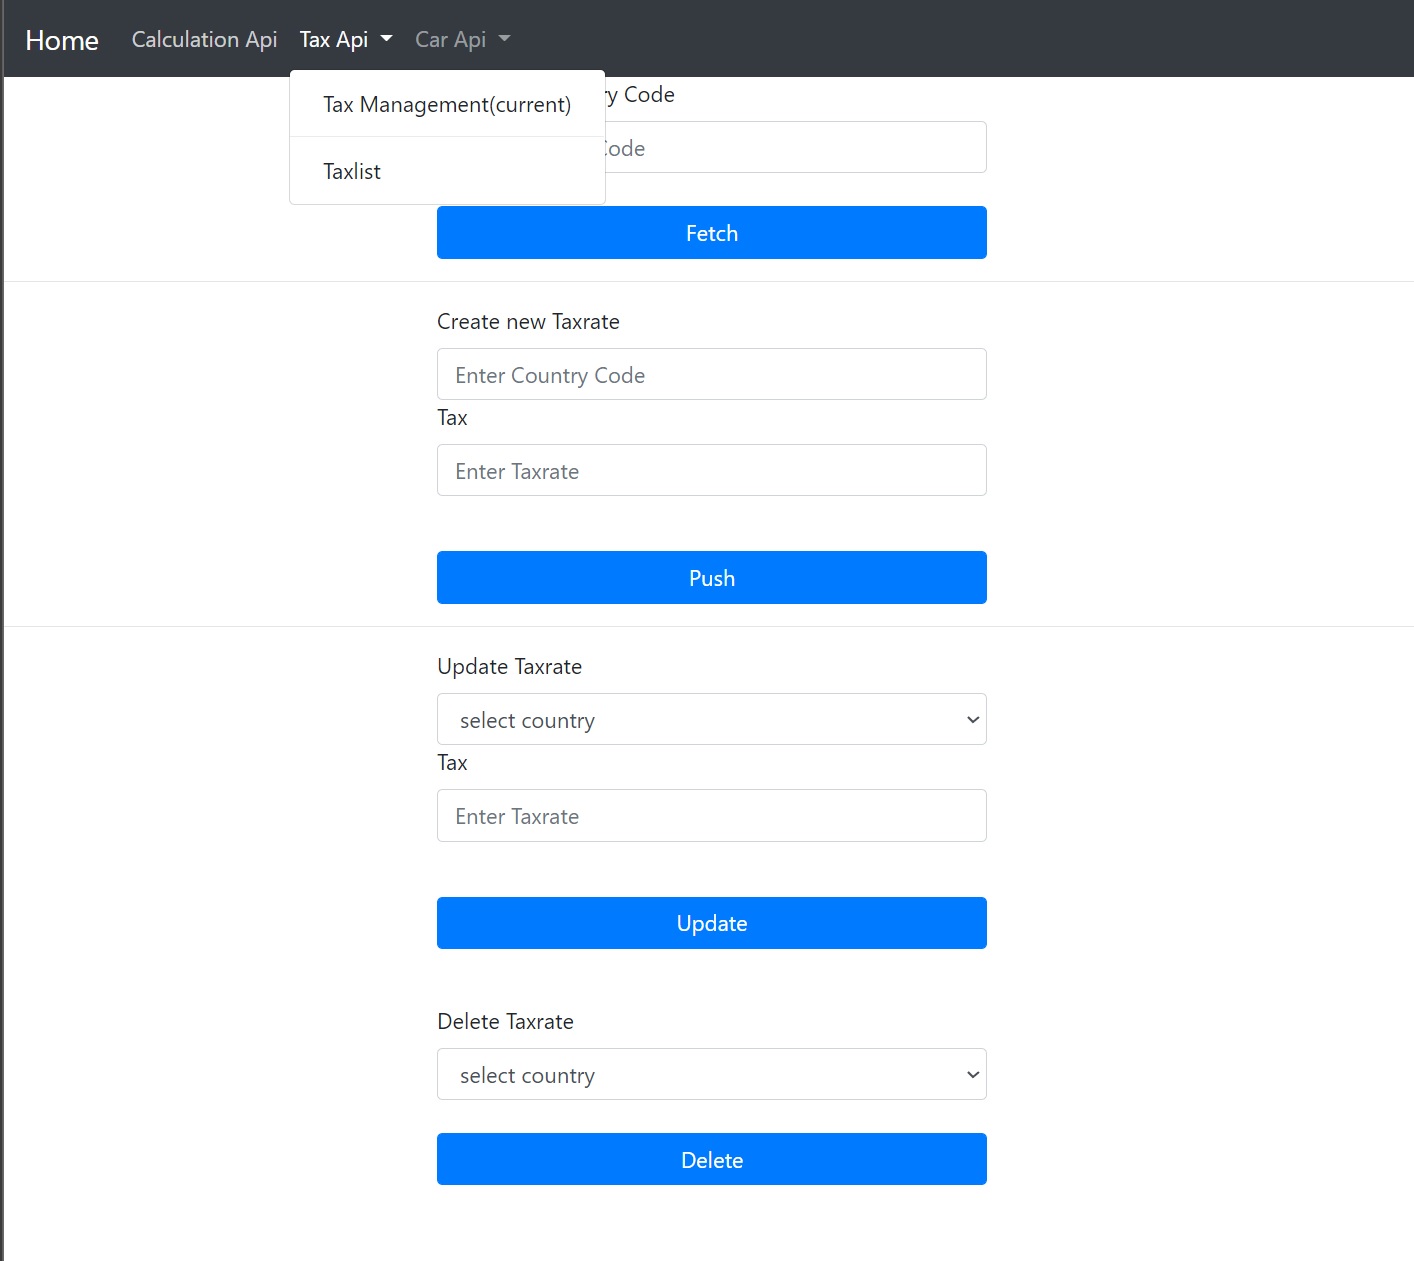 Home Calculation Api Tax Api Car Api
Tax Management(current)
Taxlist
Code
Fetch
Create new Taxrate
Enter Country Code
Tax
Enter Taxrate
Push
Update Taxrate
select country
Tax
Enter Taxrate
Update
Delete Taxrate
select country
Delete